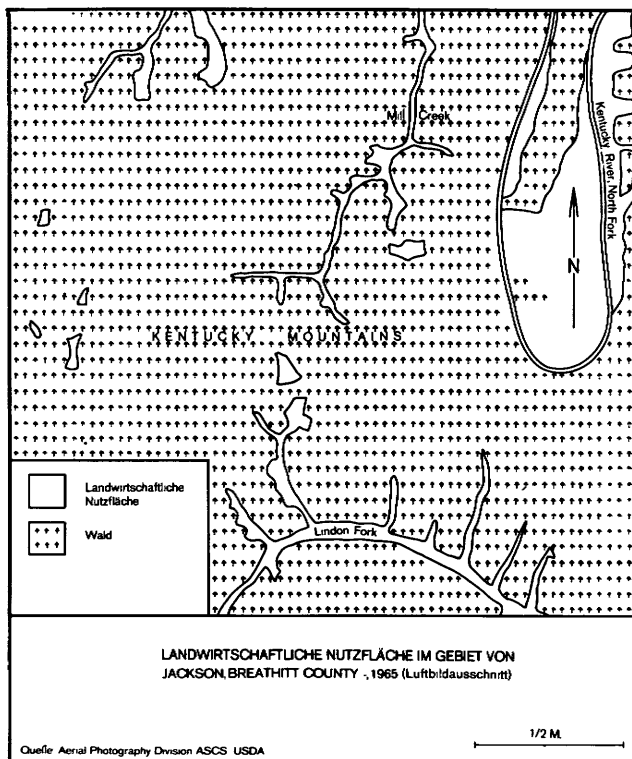 Mill Creek
Kentucky River, North Fork
N
KENTUCKY MOUNTAINS
Lindon Fork
Landwirtschaftliche
Nutzfläche
Wald
LANDWIRTSCHAFTLICHE NUTZFLÄCHE IM GEBIET VON
JACKSON, BREATHITT COUNTY -, 1965 (Luftbildausschnitt)
1/2 M.
Quelle Aerial Photography Division ASCS USDA